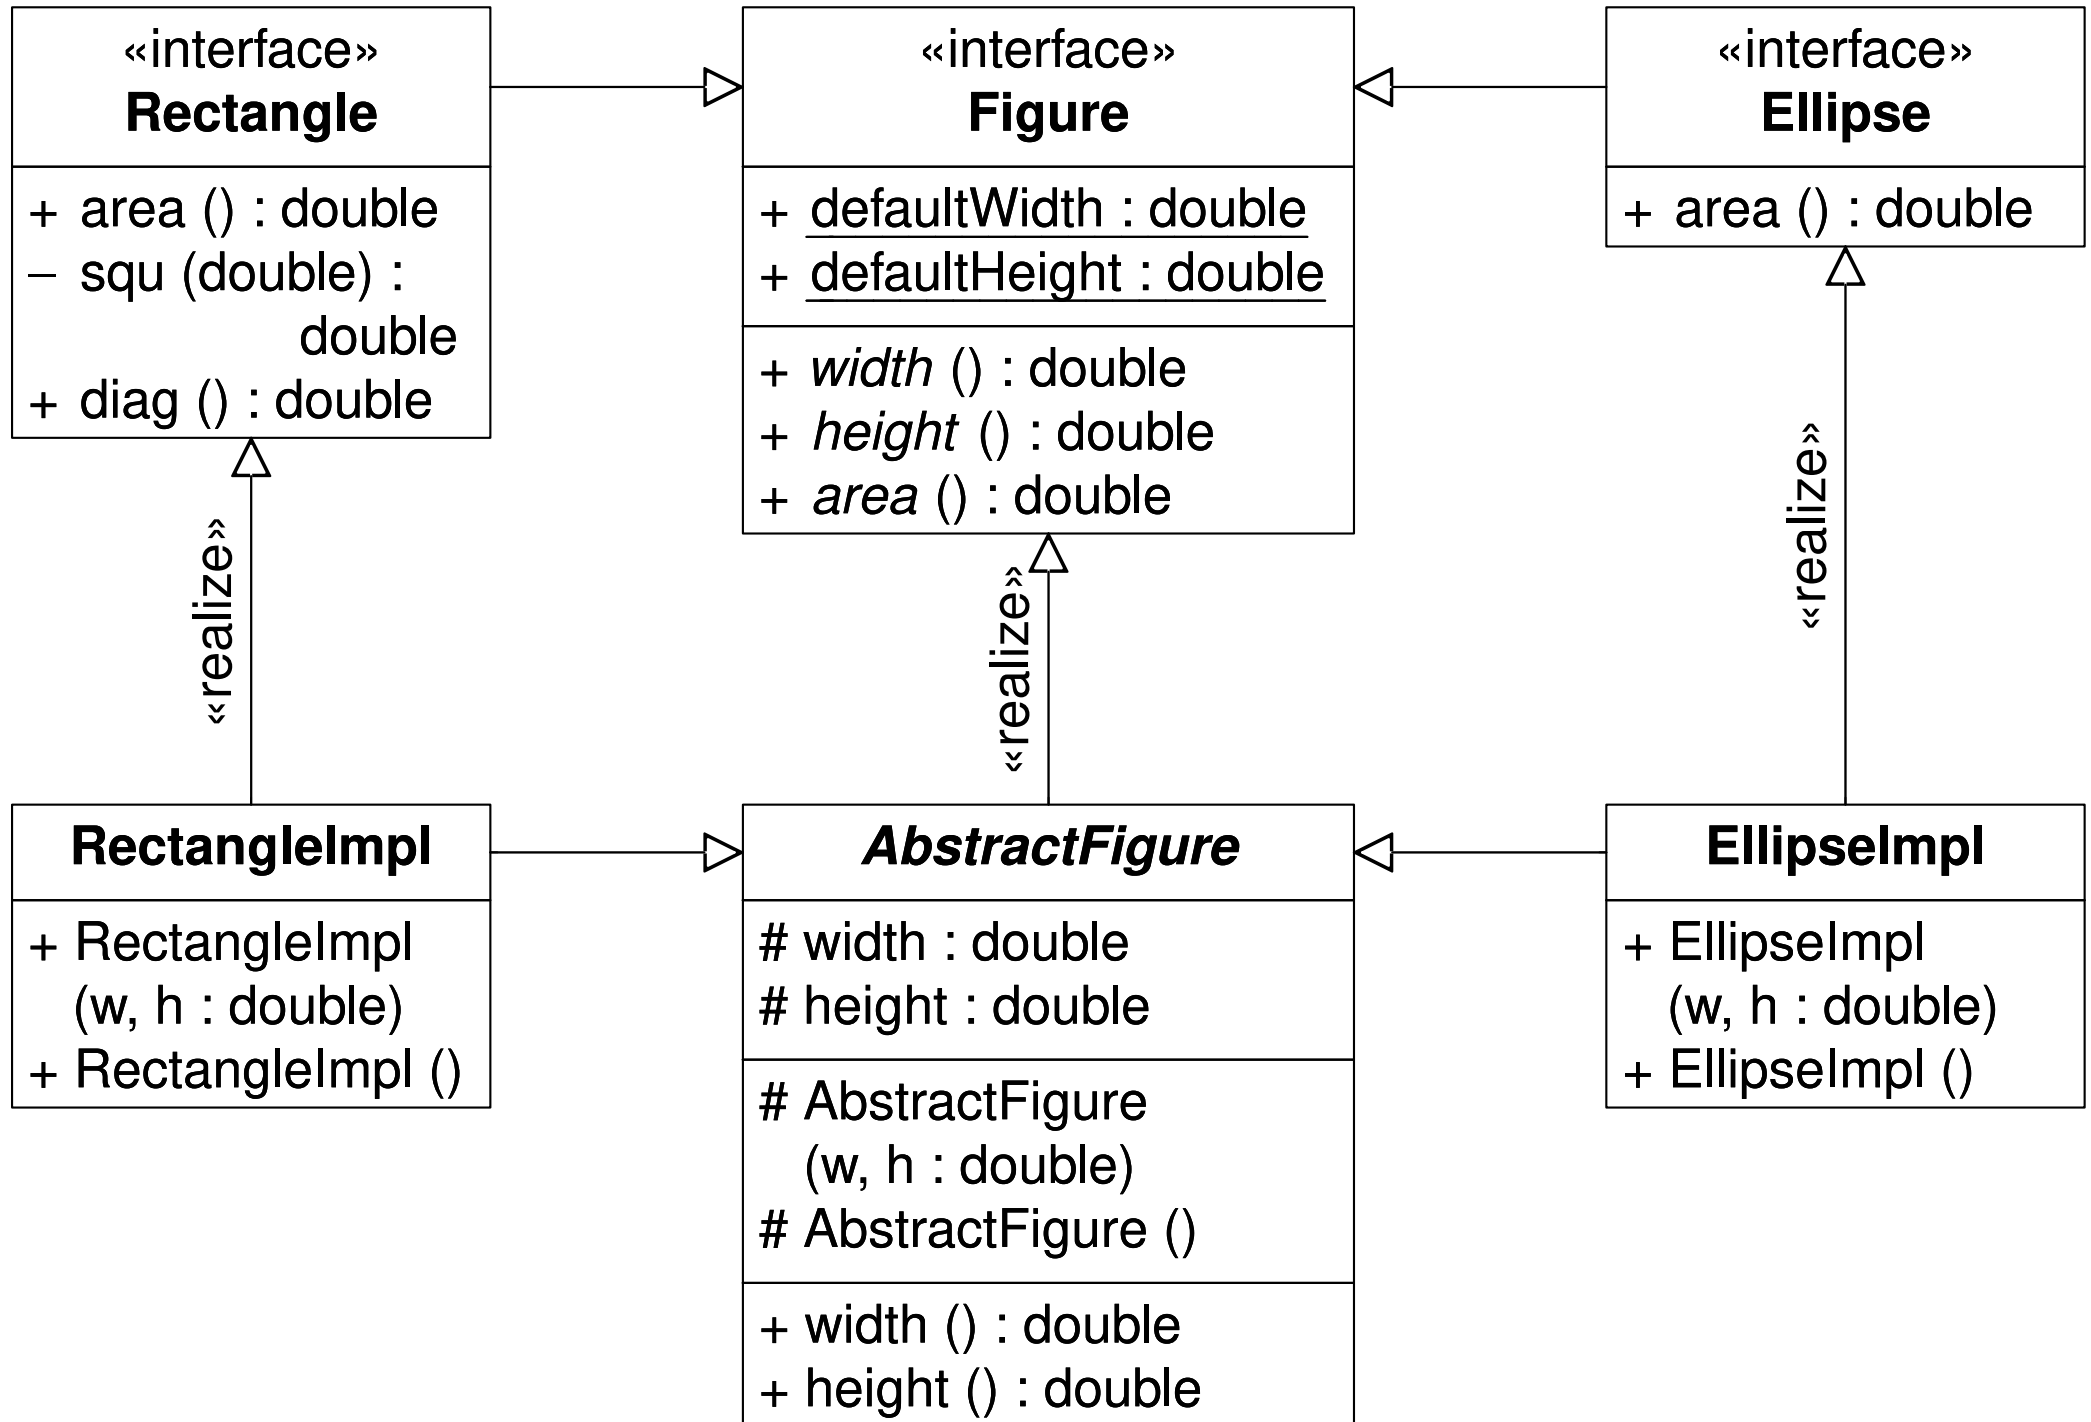 «interface»
Rectangle
+ area () : double
– squ (double) :
double
+ diag () : double
«interface»
Figure
+ defaultWidth : double
+ defaultHeight : double
+ width () : double
+ height () : double
+ area () : double
«interface»
Ellipse
+ area () : double
«realize»
«realize»
«realize»
RectangleImpl
+ RectangleImpl
(w, h : double)
+ RectangleImpl ()
AbstractFigure
# width : double
# height : double
# AbstractFigure
(w, h : double)
# AbstractFigure ()
+ width () : double
+ height () : double
EllipseImpl
+ EllipseImpl
(w, h : double)
+ EllipseImpl ()